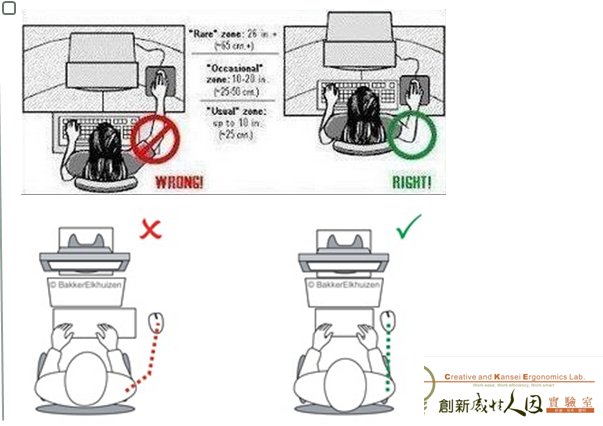 "Rare" zone: 26 in.+
(~65 cm.+)
"Occasional"
zone: 10-20 in.
(~25-50 cm.)
"Usual" zone:
up to 10 in.
(~25 cm.)
WRONG!
RIGHT!
© BakkerElkhuizen
© BakkerElkhuizen
Creative and Kansei Ergonomics Lab.
創新感性人因 實驗室